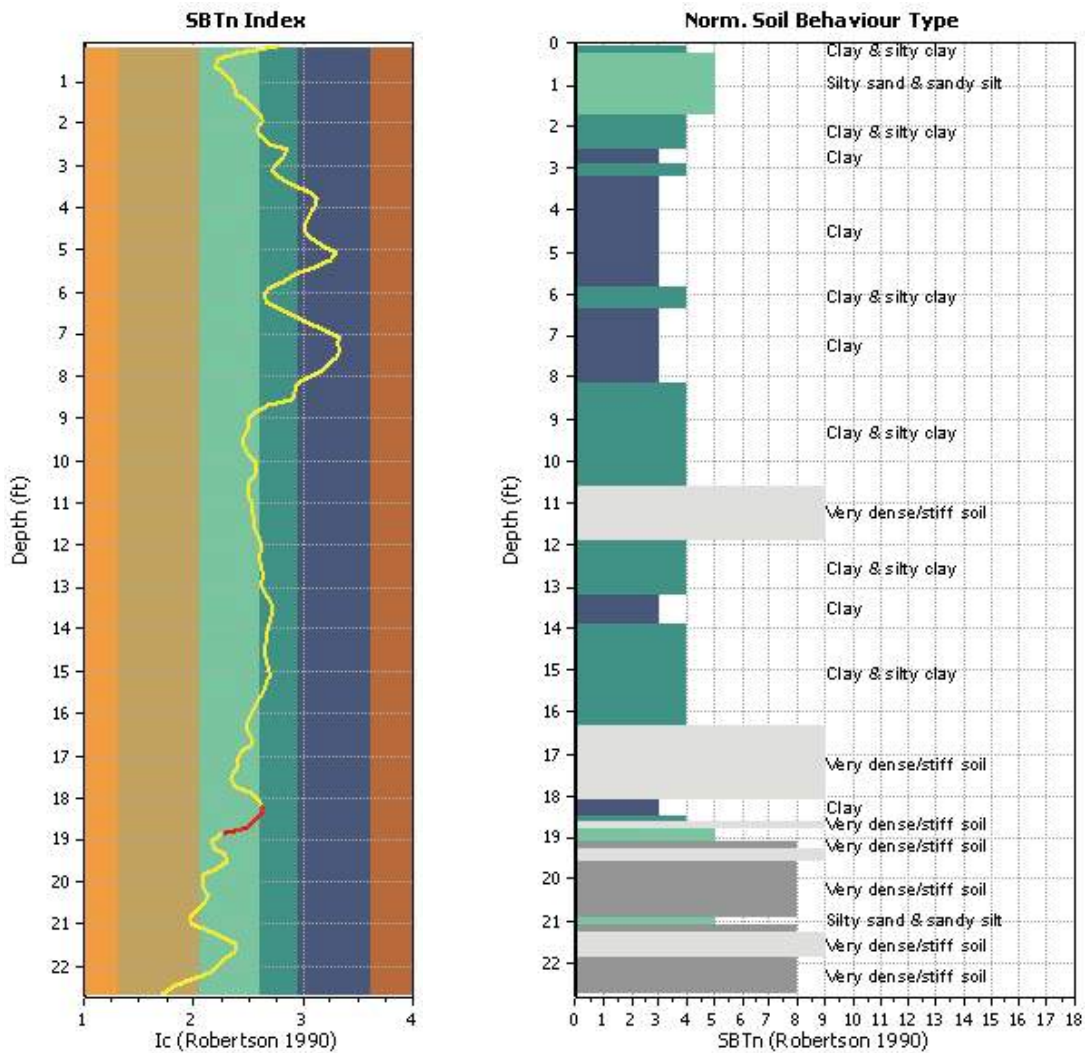 SBTn Index
1
2
3
4
5
6
7
8
9
10
11
12
13
14
15
16
17
18
19
20
21
22
Depth (ft)
1 2 3 4
Ic (Robertson 1990)
Norm. Soil Behaviour Type
0
1
2
3
4
5
6
7
8
9
10
11
12
13
14
15
16
17
18
19
20
21
22
Depth (ft)
Clay & silty clay
Silty sand & sandy silt
Clay & silty clay
Clay
Clay
Clay & silty clay
Clay
Clay & silty clay
Very dense/stiff soil
Clay & silty clay
Clay
Clay & silty clay
Very dense/stiff soil
Clay
Very dense/stiff soil
Very dense/stiff soil
Very dense/stiff soil
Silty sand & sandy silt
Very dense/stiff soil
Very dense/stiff soil
0 1 2 3 4 5 6 7 8 9 10 11 12 13 14 15 16 17 18
SBTn (Robertson 1990)